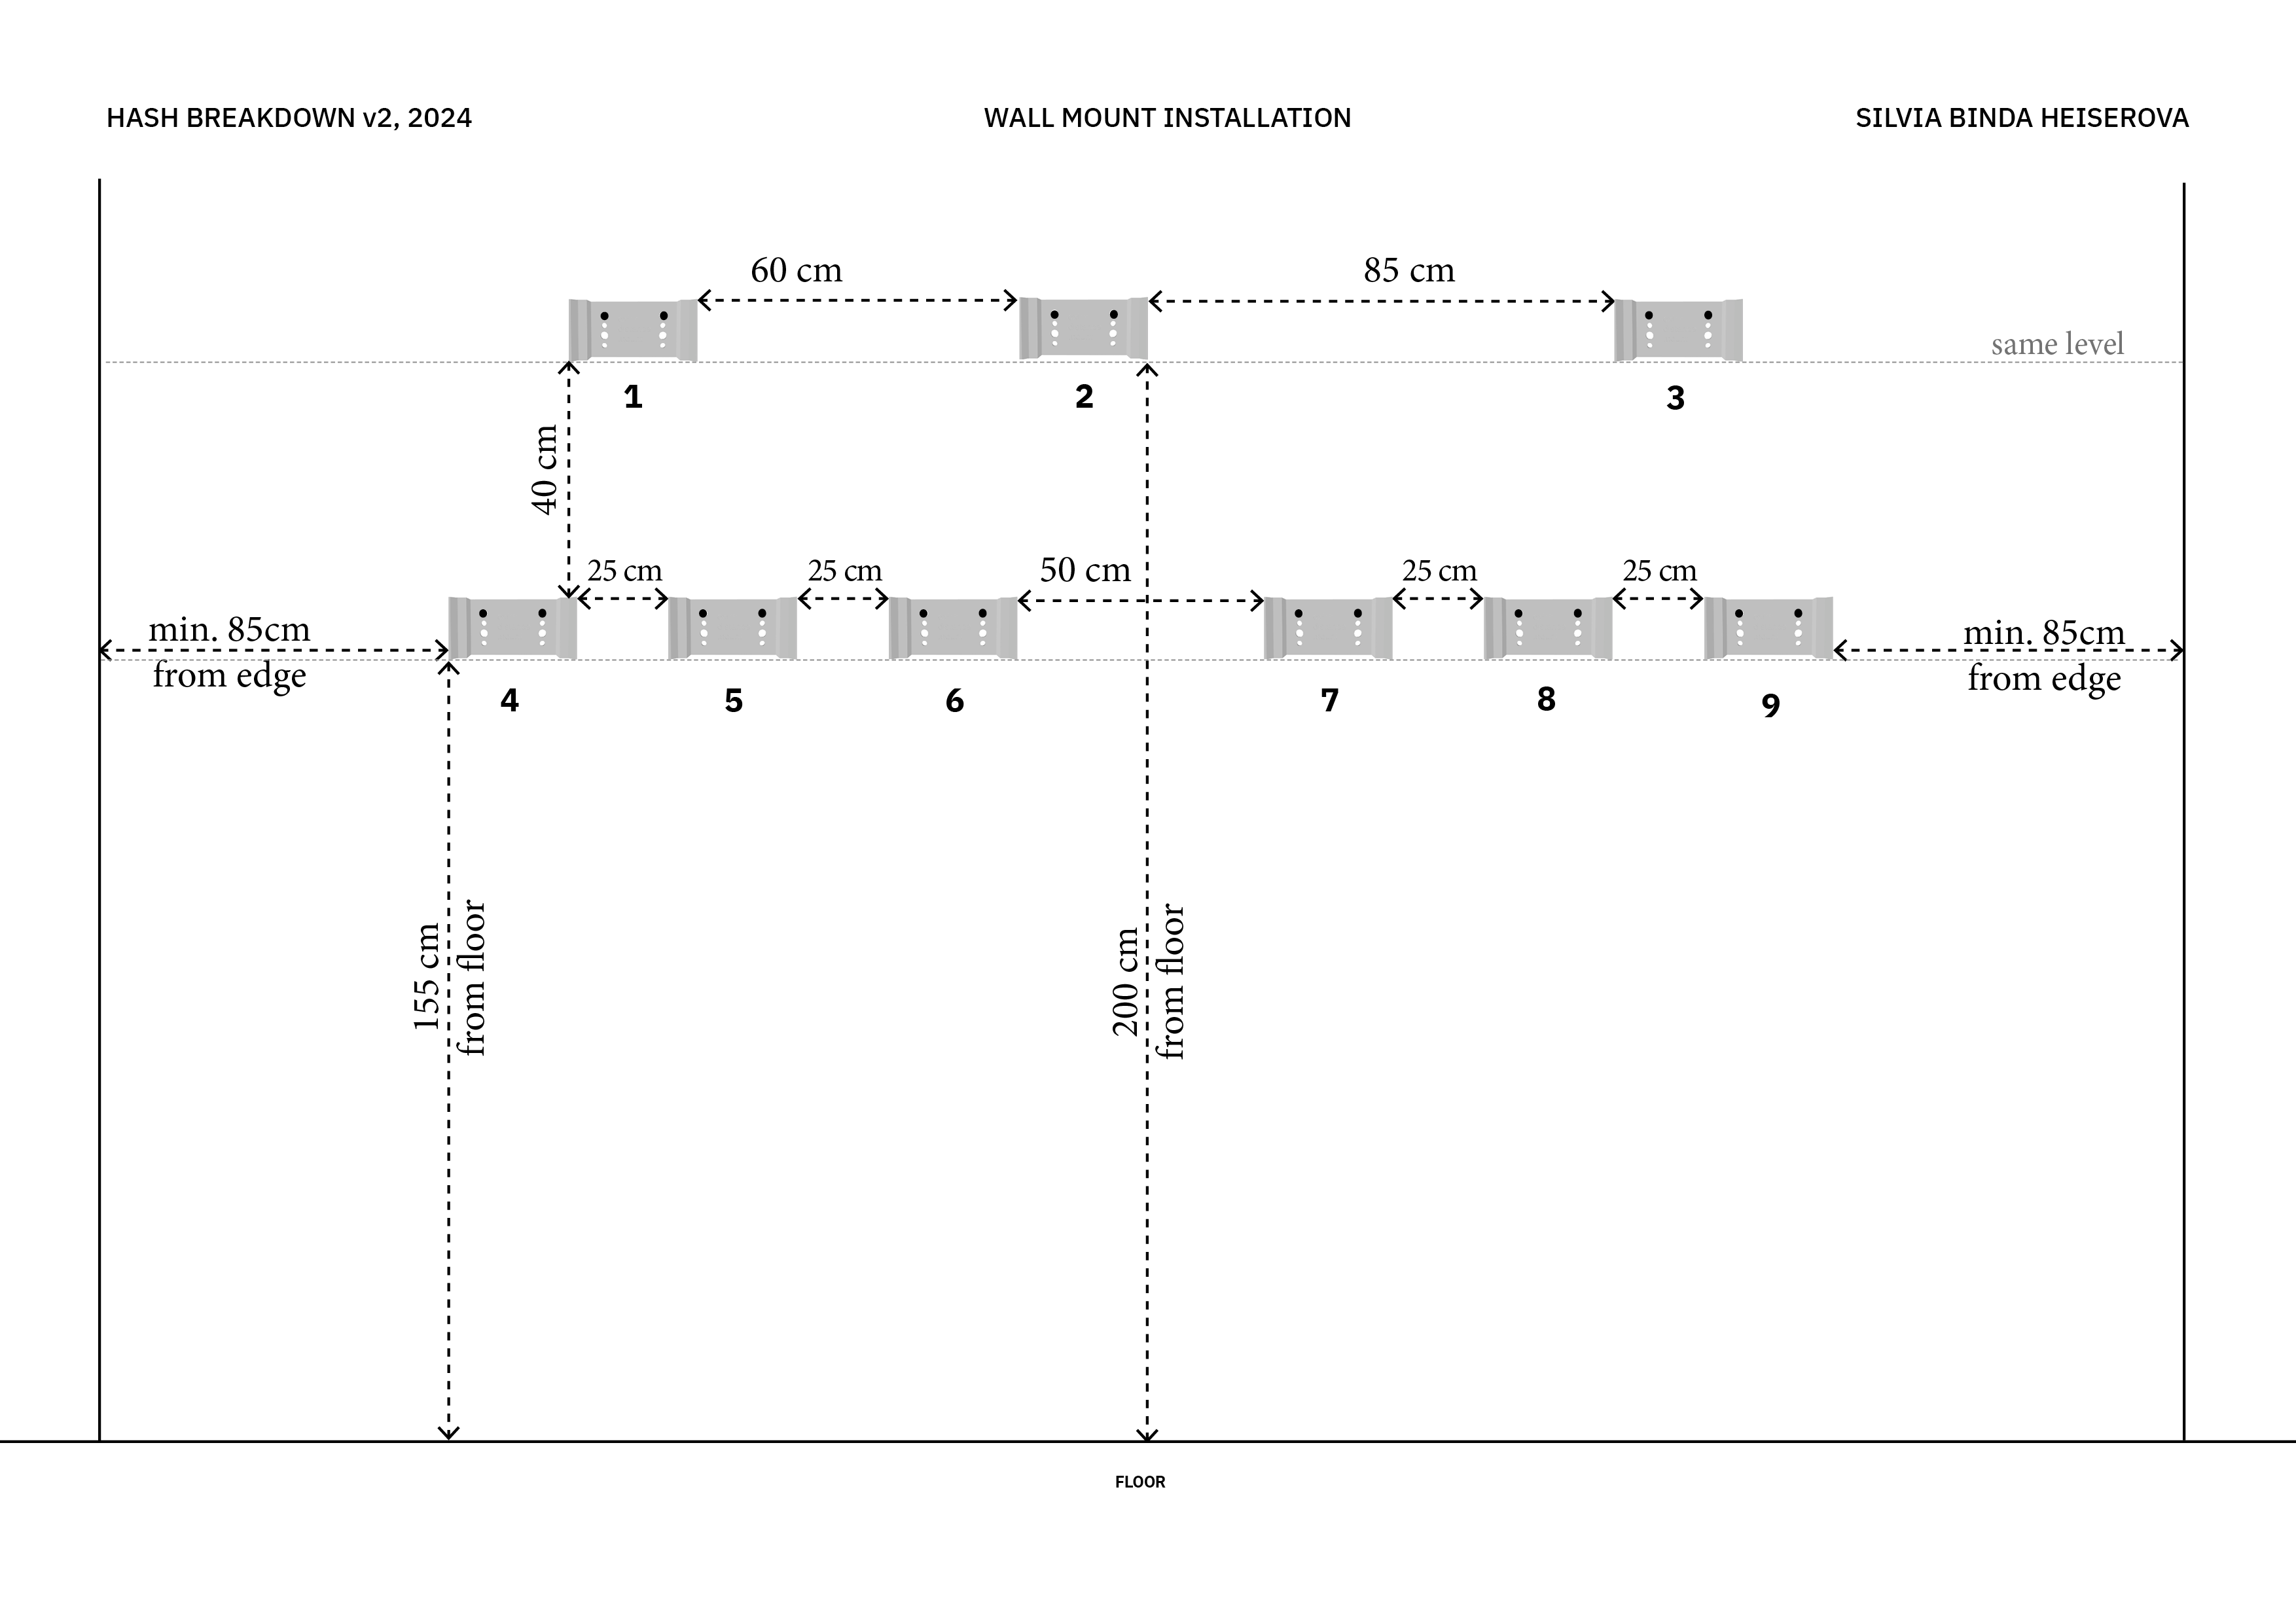 HASH BREAKDOWN v2, 2024
WALL MOUNT INSTALLATION
SILVIA BINDA HEISEROVA
60 cm
85 cm
same level
1
2
3
40 cm
25 cm
25 cm
50 cm
25 cm
25 cm
min. 85cm
from edge
min. 85cm
from edge
4
5
6
7
8
9
155 cm
from floor
200 cm
from floor
FLOOR